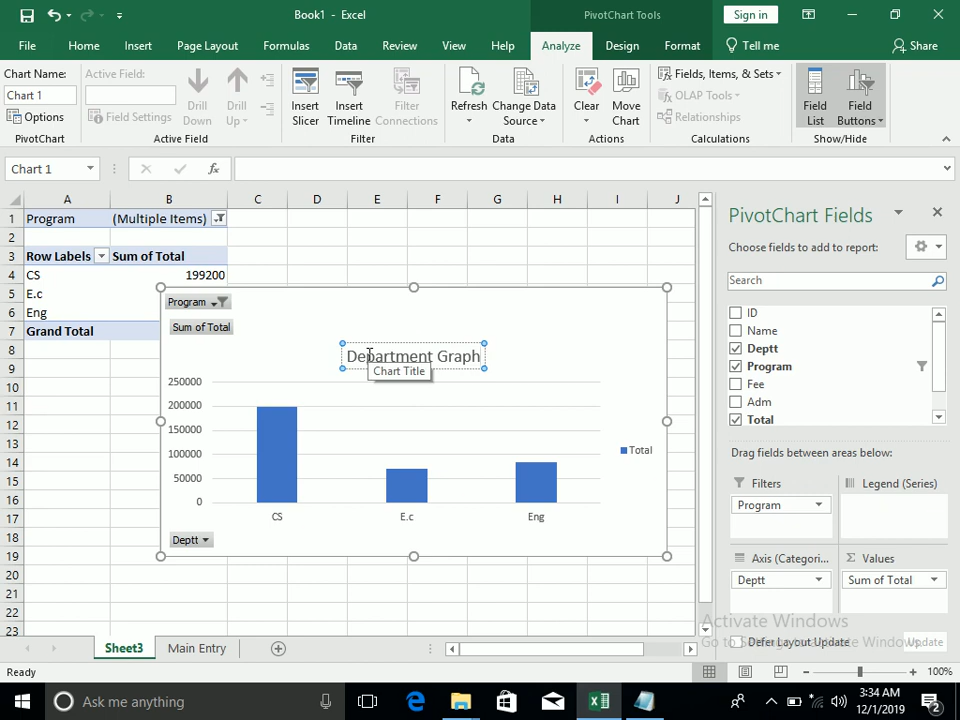 Book1 - Excel
PivotChart Tools
Sign in
File
Home
Insert
Page Layout
Formulas
Data
Review
View
Help
Analyze
Design
Format
Tell me
Share
Chart Name:
Chart 1
Options
PivotChart
Active Field:
Field Settings
Drill Down
Drill Up
Active Field
Insert Slicer
Insert Timeline
Filter Connections
Filter
Refresh
Change Data Source
Data
Clear
Move Chart
Actions
Fields, Items, & Sets
OLAP Tools
Relationships
Calculations
Field List
Field Buttons
Show/Hide
Chart 1
fx
A B C D E F G H I J
1 Program (Multiple Items)
2
3 Row Labels Sum of Total
4 CS 199200
5 E.c
6 Eng
7 Grand Total
8
9
10
11
12
13
14
15
16
17
18
19
20
21
22
23
Program
Sum of Total
Department Graph
Chart Title
250000
200000
150000
100000
50000
0
CS E.c Eng
Total
Deptt
PivotChart Fields
Choose fields to add to report:
Search
ID
Name
Deptt
Program
Fee
Adm
Total
Drag fields between areas below:
Filters
Program
Legend (Series)
Axis (Categori...
Deptt
Values
Sum of Total
Activate Windows
Go to Settings to activate Windows.
Defer Layout Update
Update
Sheet3
Main Entry
Ready
100%
Ask me anything
3:34 AM
12/1/2019
2